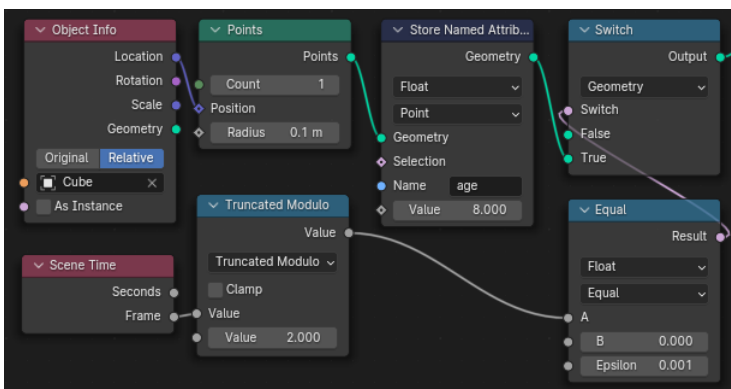 Object Info
Location
Rotation
Scale
Geometry
Original Relative
Cube
As Instance
Points
Points
Count 1
Position
Radius 0.1 m
Store Named Attrib...
Geometry
Float
Point
Geometry
Selection
Name age
Value 8.000
Switch
Output
Geometry
Switch
False
True
Scene Time
Seconds
Frame
Truncated Modulo
Value
Truncated Modulo
Clamp
Value
Value 2.000
Equal
Result
Float
Equal
A
B 0.000
Epsilon 0.001